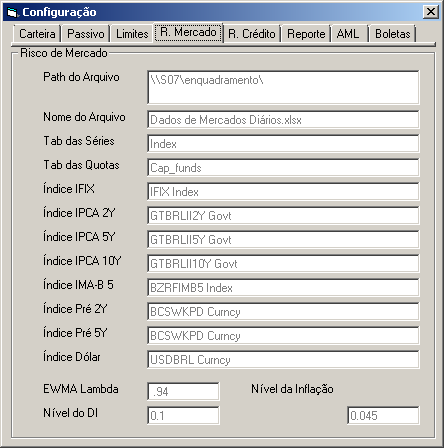 Configuração
Carteira Passivo Limites R. Mercado R. Crédito Reporte AML Boletas
Risco de Mercado
Path do Arquivo \\S07\enquadramento\
Nome do Arquivo Dados de Mercados Diários.xlsx
Tab das Séries Index
Tab das Quotas Cap_funds
Índice IFIX IFIX Index
Índice IPCA 2Y GTBRLII2Y Govt
Índice IPCA 5Y GTBRLII5Y Govt
Índice IPCA 10Y GTBRLII10Y Govt
Índice IMA-B 5 BZRFIMB5 Index
Índice Pré 2Y BCSWKPD Curncy
Índice Pré 5Y BCSWKPD Curncy
Índice Dólar USDBRL Curncy
EWMA Lambda .94 Nível da Inflação
Nível do DI 0.1 0.045